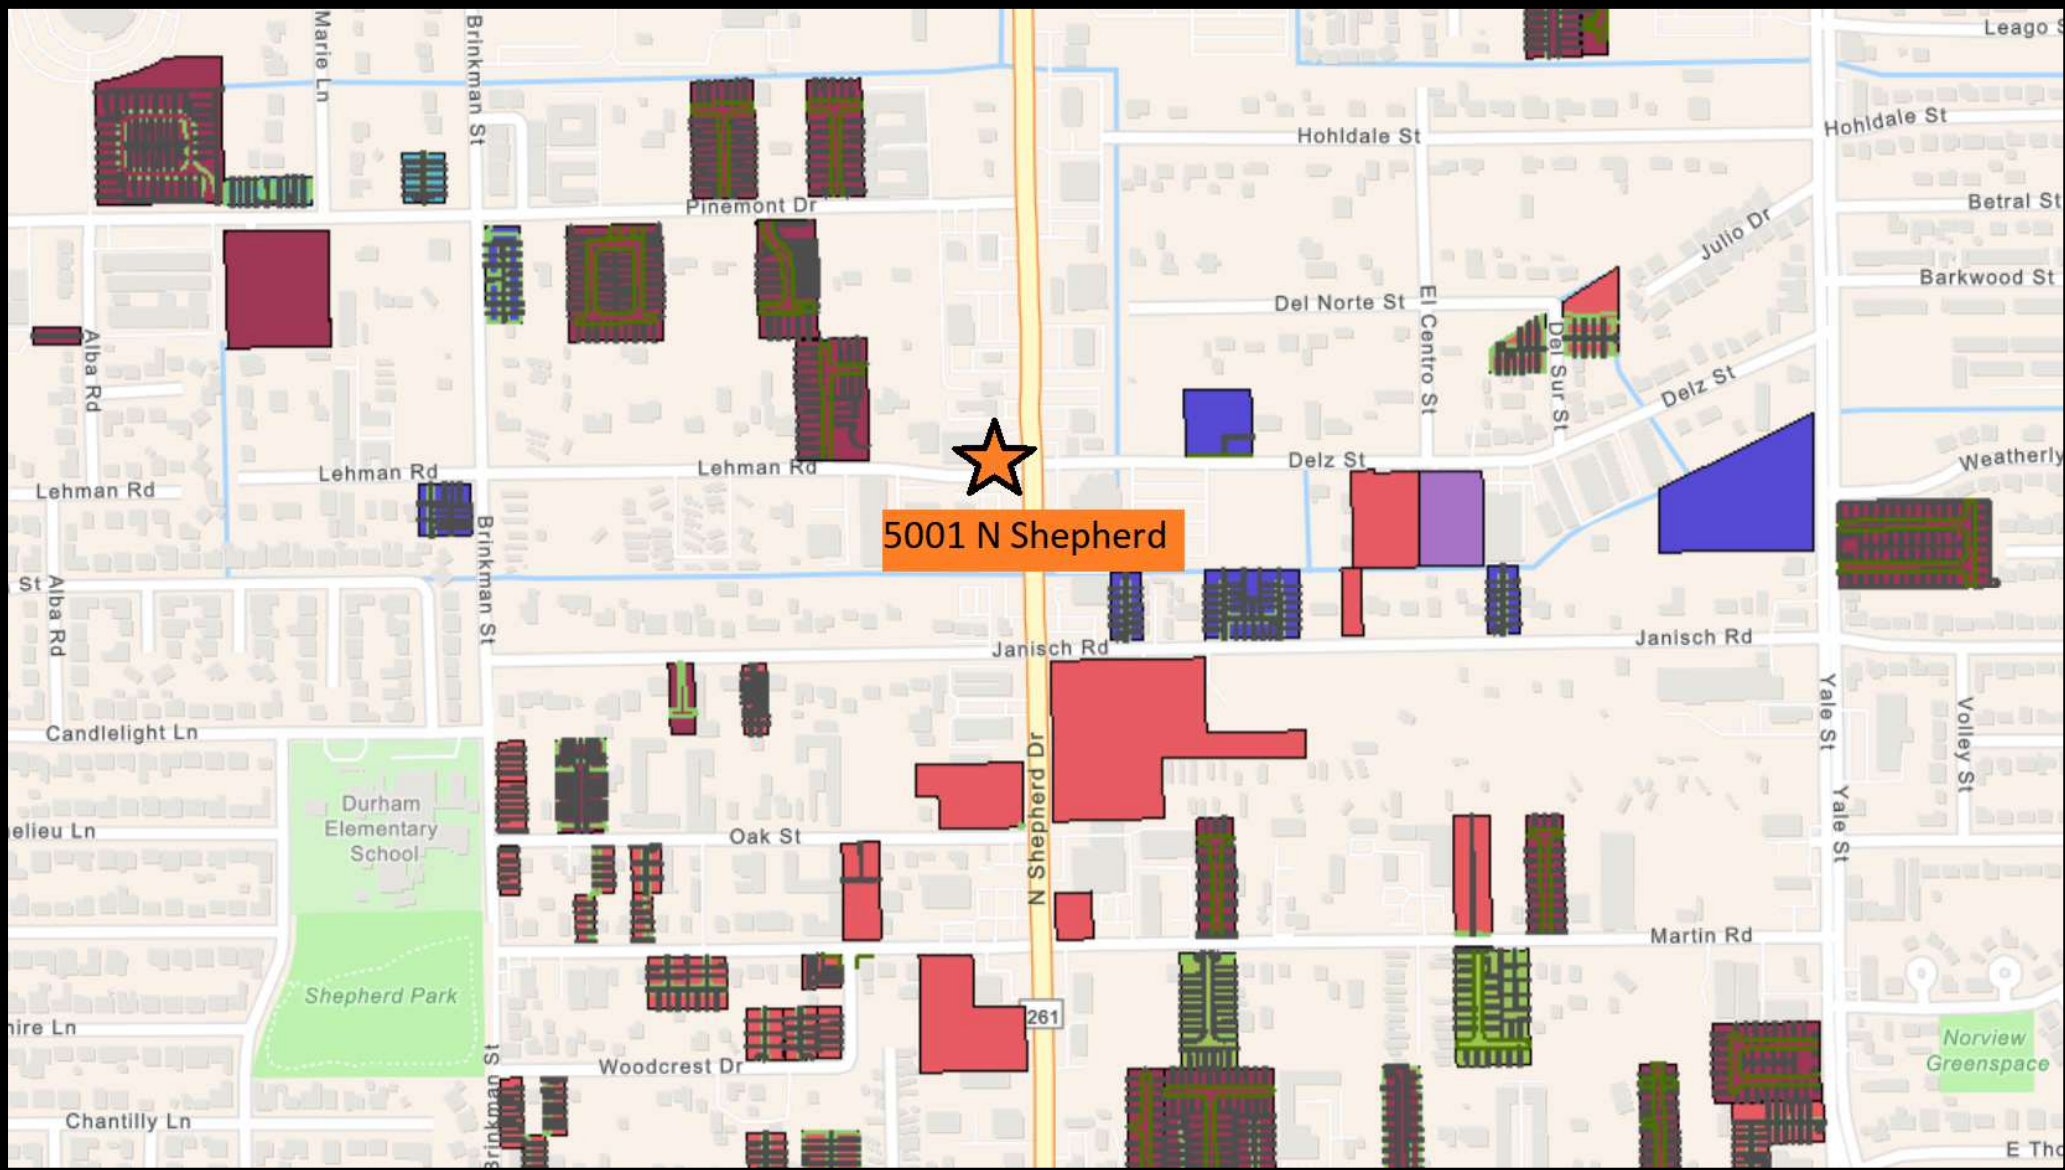 Leago S
Marie Ln
Brinkman St
Hohldale St
Hohldale St
Pinemont Dr
Betral St
Julio Dr
Barkwood St
Del Norte St
El Centro St
Del Sur St
Alba Rd
Delz St
Delz St
Lehman Rd
Lehman Rd
Lehman Rd
Weatherly
5001 N Shepherd
Brinkman St
St
Alba Rd
Janisch Rd
Janisch Rd
Candlelight Ln
Yale St
Volley St
N Shepherd Dr
Durham
Elementary
School
elieu Ln
Oak St
Yale St
Martin Rd
Shepherd Park
261
hire Ln
Norview
Greenspace
Woodcrest Dr
Brinkman St
Chantilly Ln
E Tho